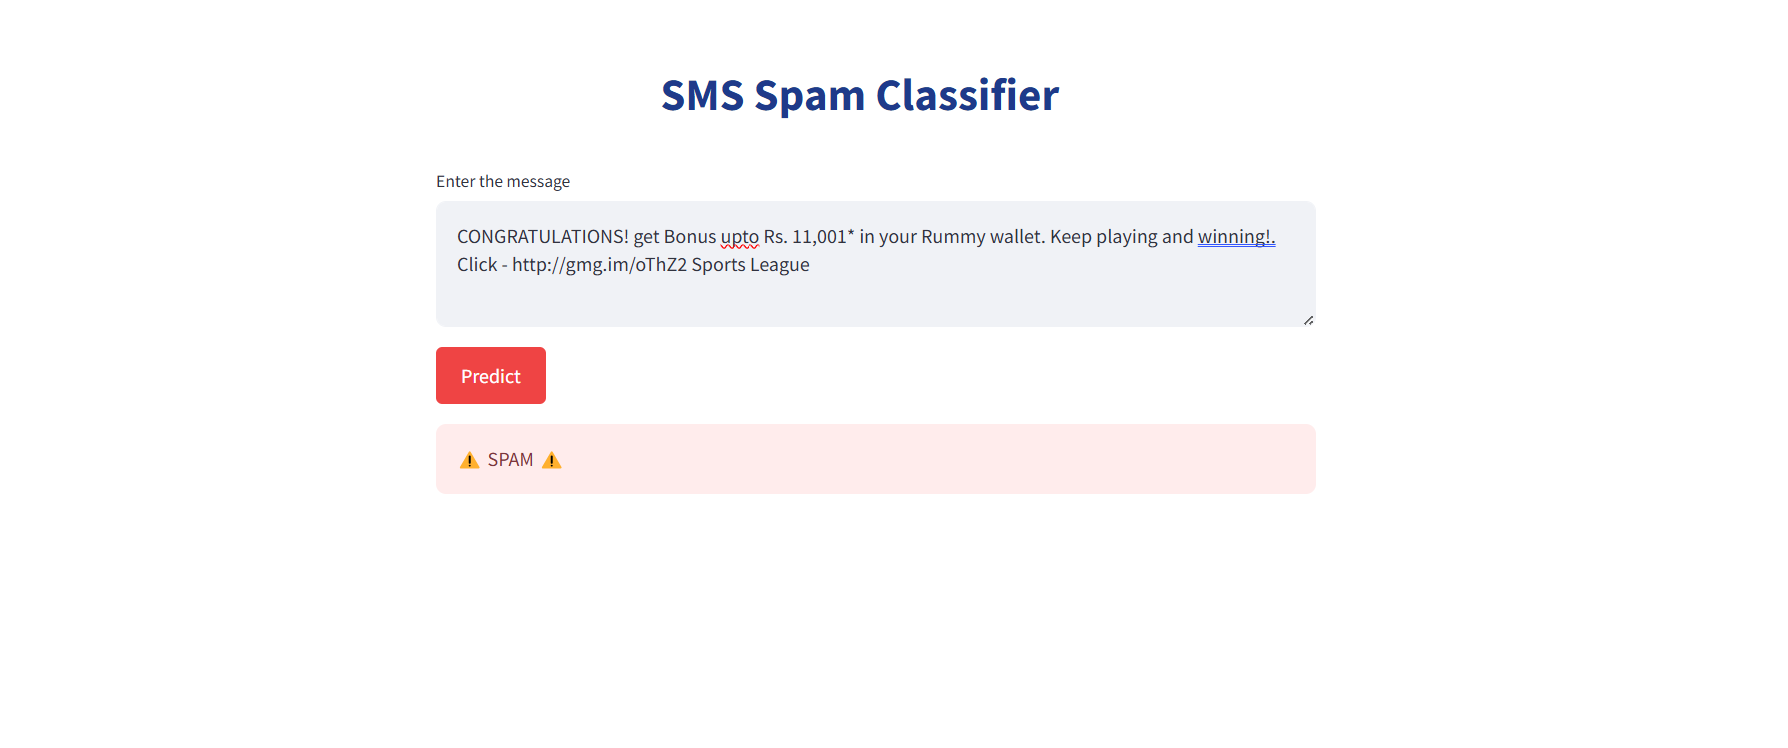 SMS Spam Classifier
Enter the message
CONGRATULATIONS! get Bonus upto Rs. 11,001* in your Rummy wallet. Keep playing and winning!.
Click - http://gmg.im/oThZ2 Sports League
Predict
⚠️ SPAM ⚠️